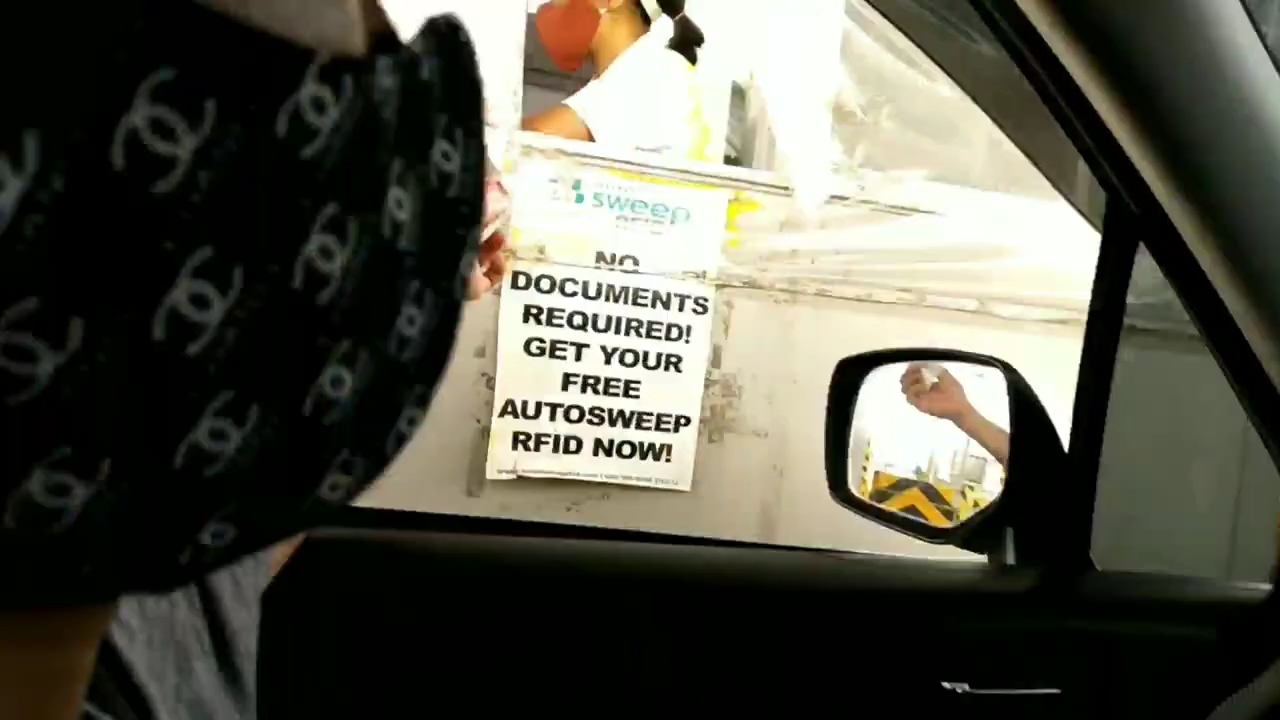 sweep
NO
DOCUMENTS
REQUIRED!
GET YOUR
FREE
AUTOSWEEP
RFID NOW!